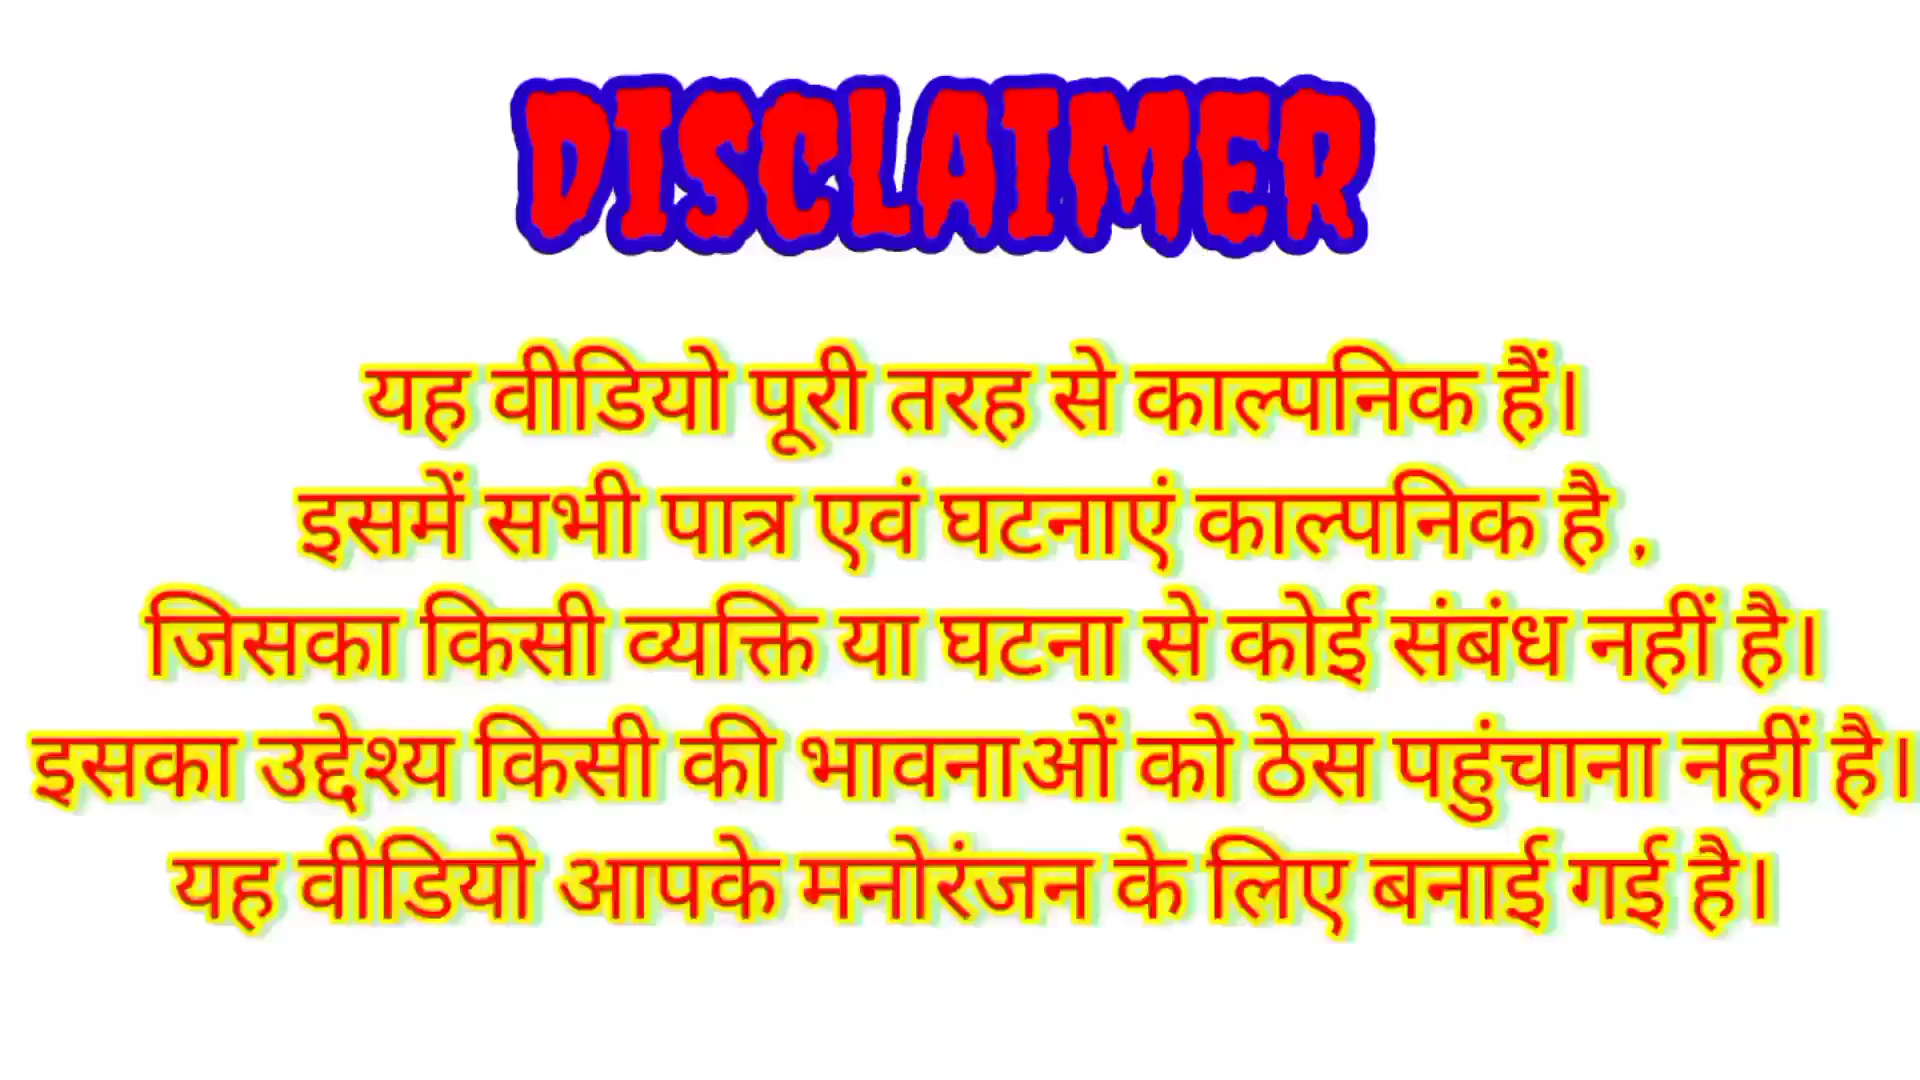 DISCLAIMER
यह वीडियो पूरी तरह से काल्पनिक हैं।
इसमें सभी पात्र एवं घटनाएं काल्पनिक है ,
जिसका किसी व्यक्ति या घटना से कोई संबंध नहीं है।
इसका उद्देश्य किसी की भावनाओं को ठेस पहुंचाना नहीं है।
यह वीडियो आपके मनोरंजन के लिए बनाई गई है।